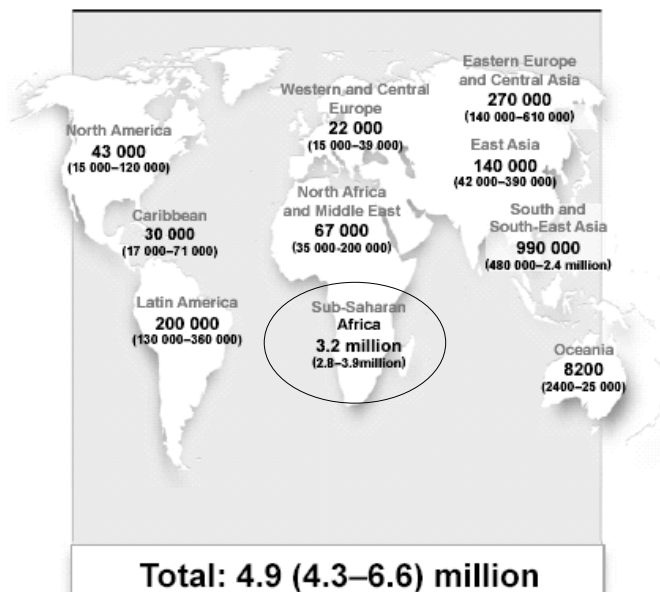 Eastern Europe
and Central Asia
270 000
(140 000–610 000)
Western and Central
Europe
22 000
(15 000–39 000)
North America
43 000
(15 000–120 000)
East Asia
140 000
(42 000–390 000)
North Africa
and Middle East
67 000
(35 000-200 000)
Caribbean
30 000
(17 000–71 000)
South and
South-East Asia
990 000
(480 000–2.4 million)
Latin America
200 000
(130 000–360 000)
Sub-Saharan
Africa
3.2 million
(2.8–3.9million)
Oceania
8200
(2400–25 000)
Total: 4.9 (4.3–6.6) million